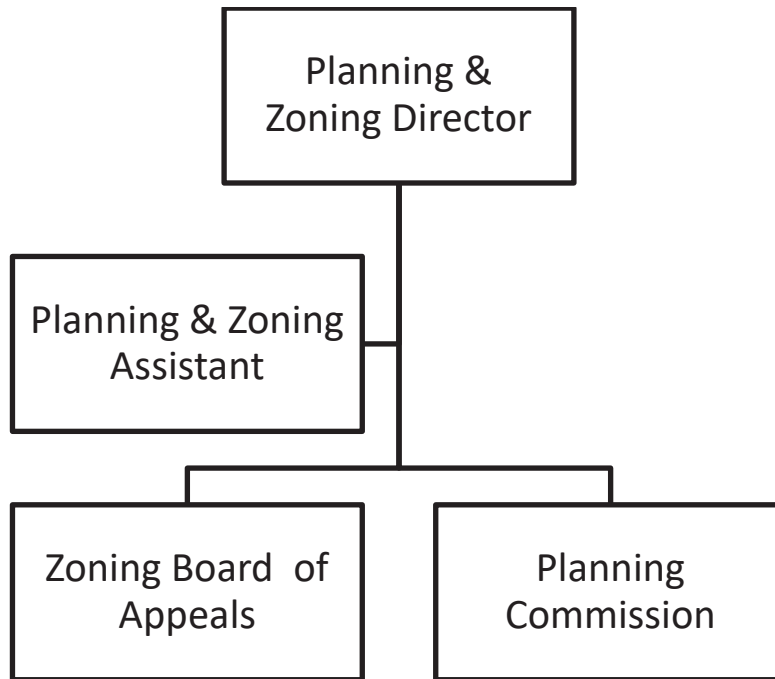 Planning &
Zoning Director
Planning & Zoning
Assistant
Zoning Board  of
Appeals
Planning
Commission